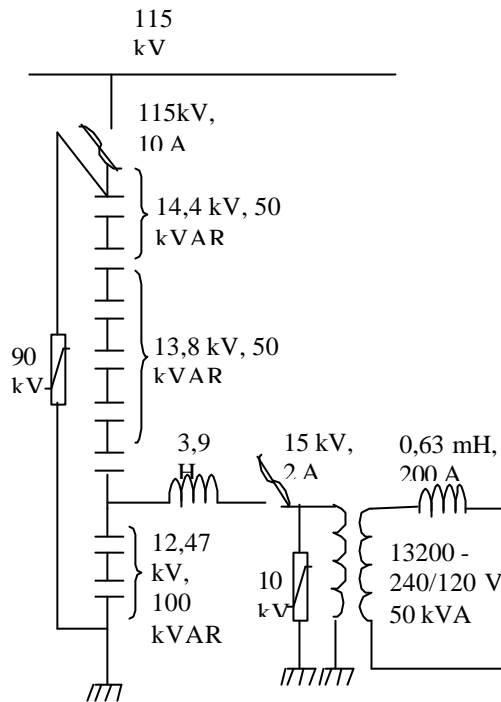 115
kV
115kV,
10 A
14,4 kV, 50
kVAR
13,8 kV, 50
kVAR
90
kV
3,9
H
15 kV,
2 A
0,63 mH,
200 A
12,47
kV,
100
kVAR
10
kV
13200 -
240/120 V
50 kVA